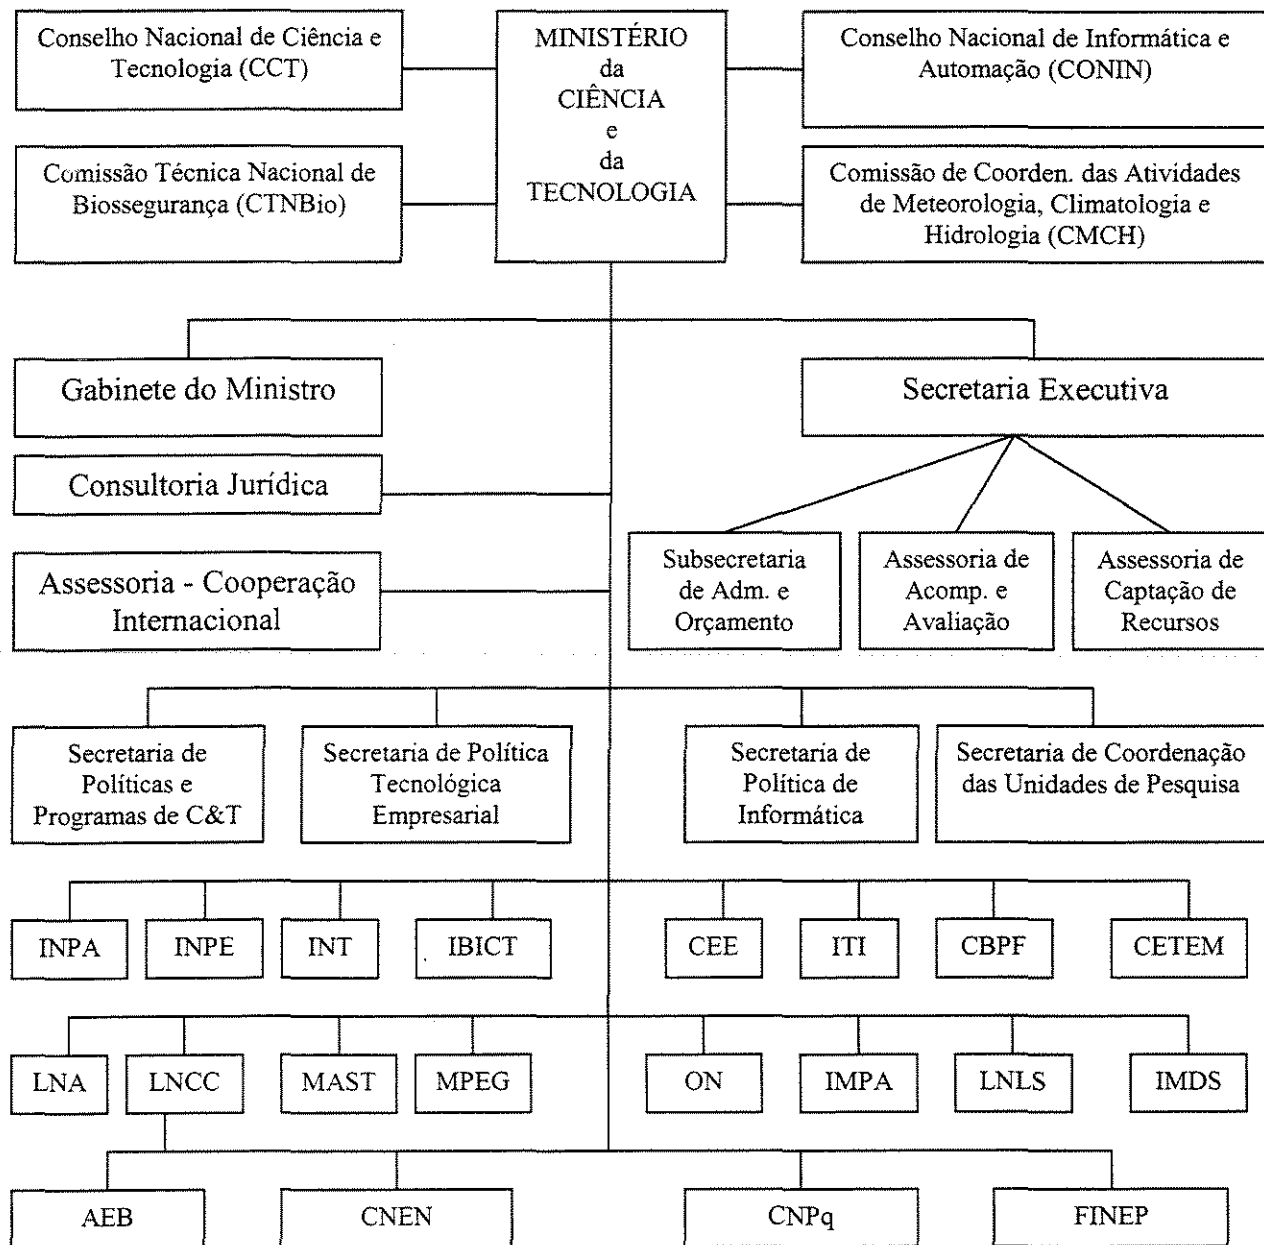 Conselho Nacional de Ciência e
Tecnologia (CCT)
MINISTÉRIO
da
CIÊNCIA
e
da
TECNOLOGIA
Conselho Nacional de Informática e
Automação (CONIN)
Comissão Técnica Nacional de
Biossegurança (CTNBio)
Comissão de Coorden. das Atividades
de Meteorologia, Climatologia e
Hidrologia (CMCH)
Gabinete do Ministro
Secretaria Executiva
Consultoria Jurídica
Assessoria - Cooperação
Internacional
Subsecretaria
de Adm. e
Orçamento
Assessoria de
Acomp. e
Avaliação
Assessoria de
Captação de
Recursos
Secretaria de
Políticas e
Programas de C&T
Secretaria de Política
Tecnológica
Empresarial
Secretaria de
Política de
Informática
Secretaria de Coordenação
das Unidades de Pesquisa
INPA
INPE
INT
IBICT
CEE
ITI
CBPF
CETEM
LNA
LNCC
MAST
MPEG
ON
IMPA
LNLS
IMDS
AEB
CNEN
CNPq
FINEP